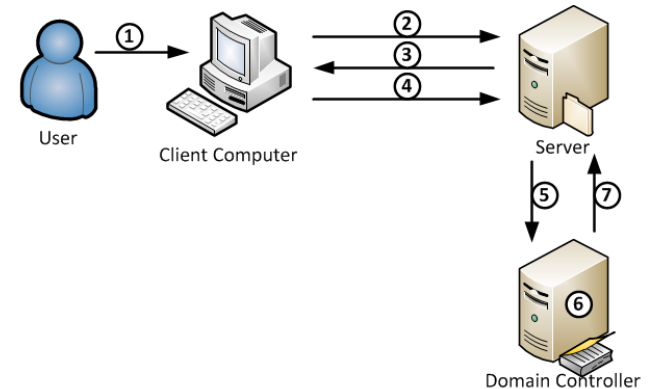 ①
②
③
④
User
Client Computer
Server
⑤
⑦
⑥
Domain Controller